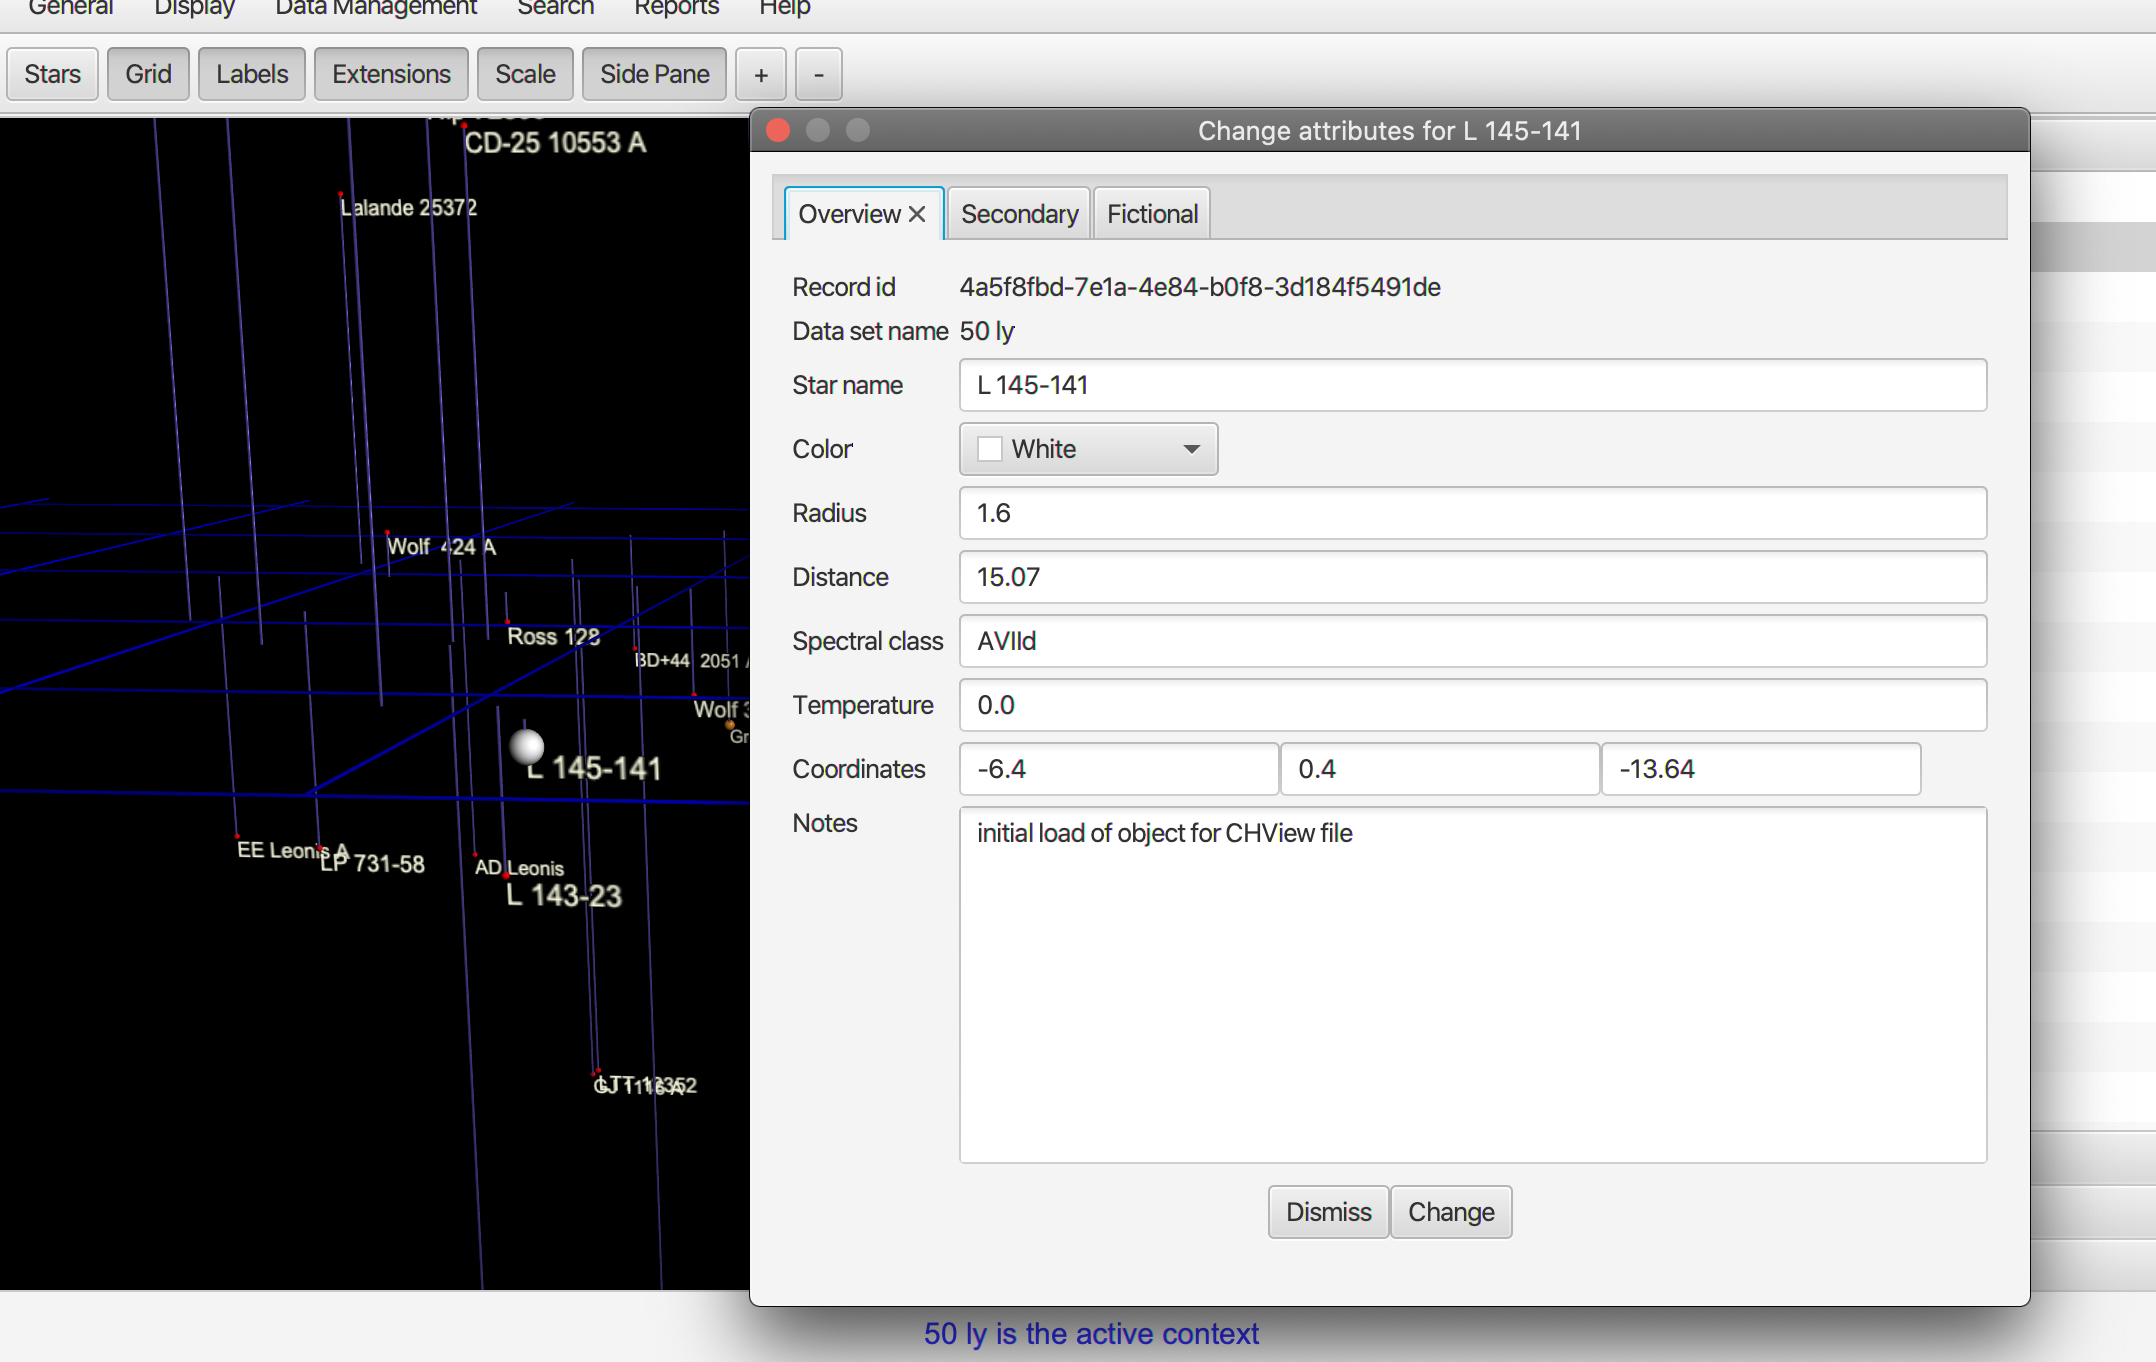 General Display Data Management Search Reports Help
Stars Grid Labels Extensions Scale Side Pane + -
CD-25 10553 A
Lalande 25372
Wolf 424 A
Ross 128
BD+44 2051
Wolf
L 145-141
EE Leonis A
LP 731-58
AD Leonis
L 143-23
Change attributes for L 145-141
Overview Secondary Fictional
Record id 4a5f8fbd-7e1a-4e84-b0f8-3d184f5491de
Data set name 50 ly
Star name L 145-141
Color White
Radius 1.6
Distance 15.07
Spectral class AVIId
Temperature 0.0
Coordinates -6.4 0.4 -13.64
Notes initial load of object for CHView file
Dismiss Change
50 ly is the active context